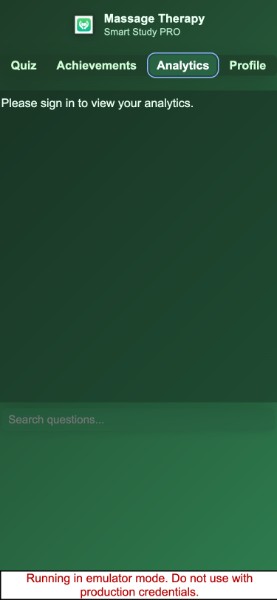 Massage Therapy
Smart Study PRO
Quiz Achievements Analytics Profile
Please sign in to view your analytics.
Search questions...
Running in emulator mode. Do not use with
production credentials.